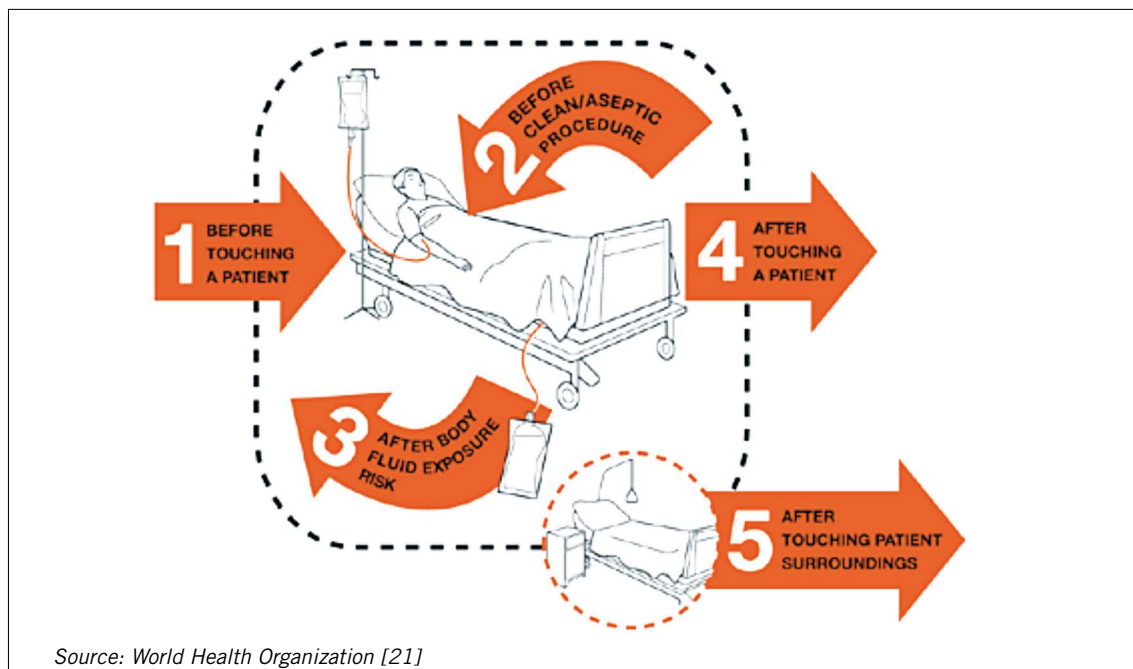 1
BEFORE
TOUCHING
A PATIENT
2
BEFORE
CLEAN/ASEPTIC
PROCEDURE
3
AFTER BODY
FLUID EXPOSURE
RISK
4
AFTER
TOUCHING
A PATIENT
5
AFTER
TOUCHING PATIENT
SURROUNDINGS
Source: World Health Organization [21]